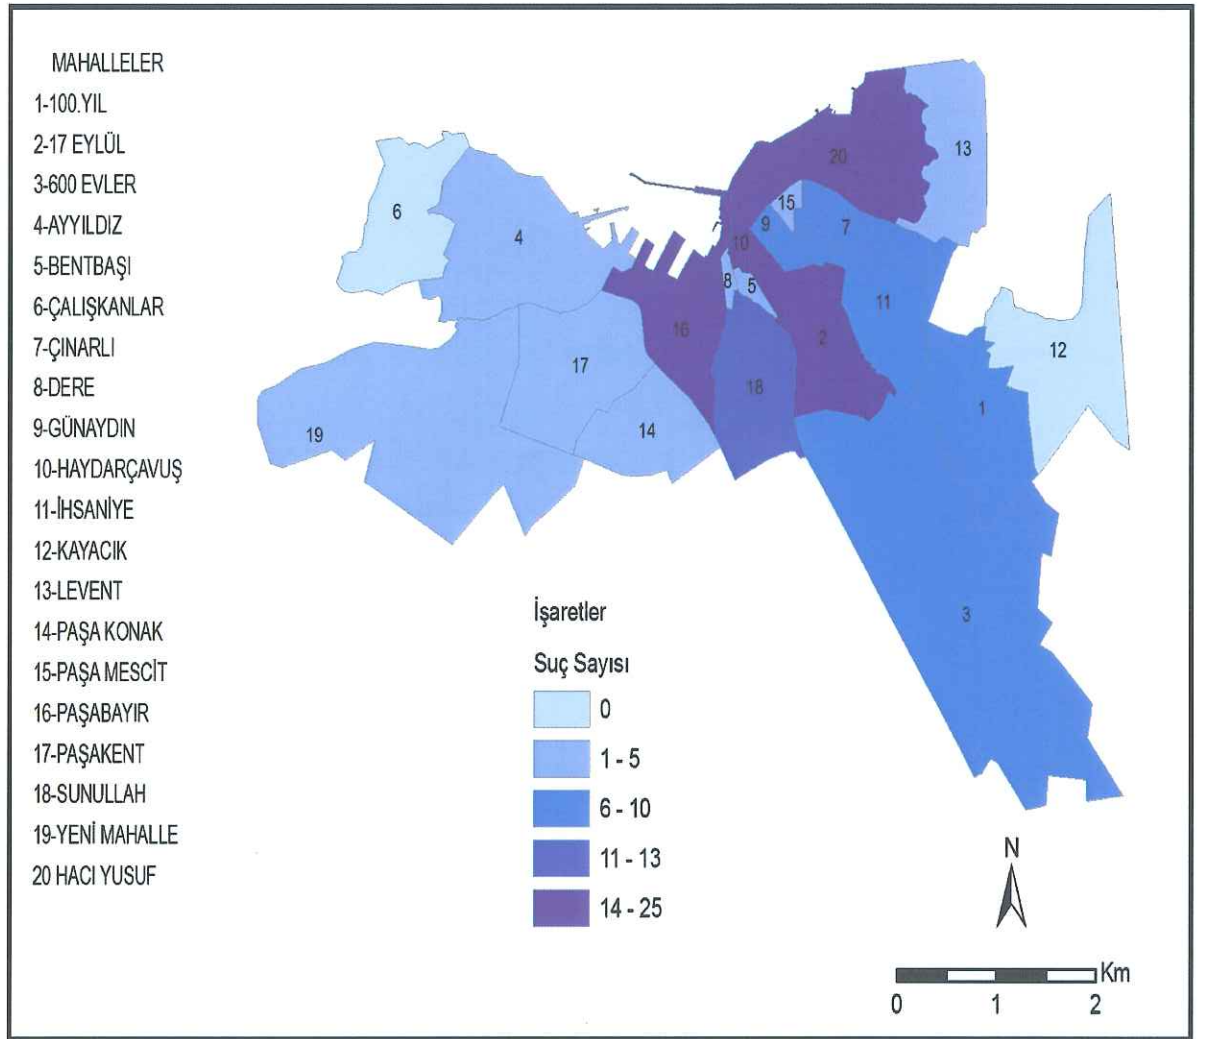 MAHALLELER
1-100.YIL
2-17 EYLÜL
3-600 EVLER
4-AYYILDIZ
5-BENTBAŞI
6-ÇALIŞKANLAR
7-ÇINARLI
8-DERE
9-GÜNAYDIN
10-HAYDARÇAVUŞ
11-İHSANİYE
12-KAYACIK
13-LEVENT
14-PAŞA KONAK
15-PAŞA MESCİT
16-PAŞABAYIR
17-PAŞAKENT
18-SUNULLAH
19-YENİ MAHALLE
20 HACI YUSUF
13
20
15
6
9
7
4
10
8
5
11
16
2
12
17
18
1
14
19
3
İşaretler
Suç Sayısı
0
1 - 5
6 - 10
11 - 13
14 - 25
N
Km
0 1 2